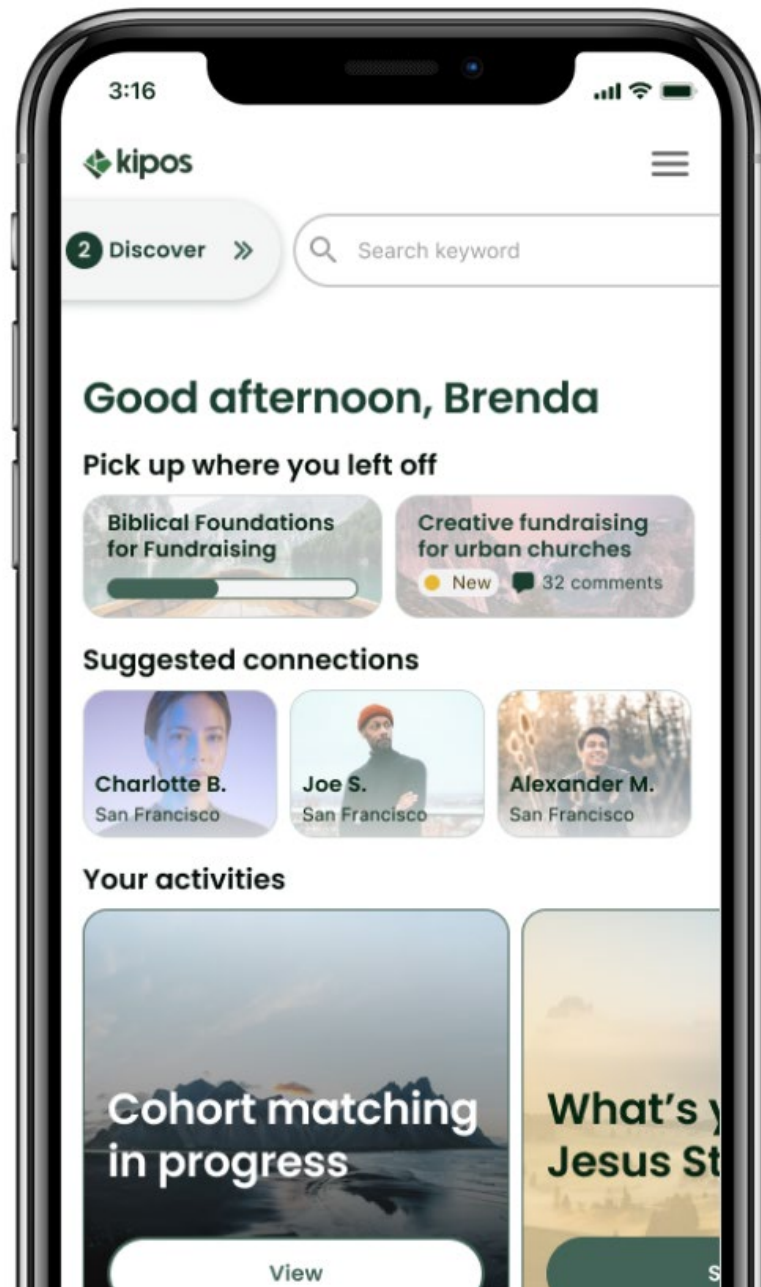 3:16
kipos
2 Discover
Search keyword
Good afternoon, Brenda
Pick up where you left off
Biblical Foundations
for Fundraising
Creative fundraising
for urban churches
New 32 comments
Suggested connections
Charlotte B.
San Francisco
Joe S.
San Francisco
Alexander M.
San Francisco
Your activities
Cohort matching
in progress
View
What's
Jesus